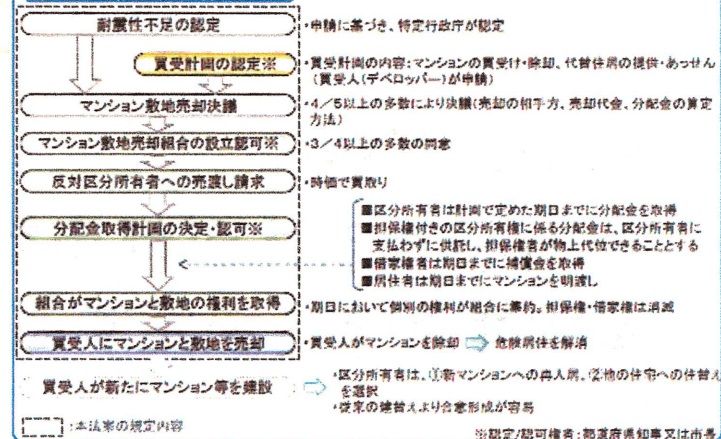 耐震性不足の認定
・申請に基づき、特定行政庁が認定
買受計画の認定※
・買受計画の内容：マンションの買受け・除却、代替住居の提供・あっせん
（買受人（デベロッパー）が申請）
マンション敷地売却決議
・４／５以上の多数により決議（売却の相手方、売却代金、分配金の算定
方法）
マンション敷地売却組合の設立認可※
・３／４以上の多数の同意
反対区分所有者への売渡し請求
・時価で買取り
分配金取得計画の決定・認可※
■区分所有者は計画で定めた期日までに分配金を取得
■担保権付きの区分所有権に係る分配金は、区分所有者に
支払わずに供託し、担保権者が物上代位できることとする
■借家権者は期日までに補償金を取得
■居住者は期日までにマンションを明渡し
組合がマンションと敷地の権利を取得
・期日において個別の権利が組合に集約。担保権・借家権は消滅
買受人にマンションと敷地を売却
・買受人がマンションを除却 ⇒ 危険居住を解消
買受人が新たにマンション等を建設
・区分所有者は、①新マンションへの再入居、②他の住宅への住替え
を選択
・従来の建替えより合意形成が容易
：本法案の規定内容
※認定/認可権者：都道府県知事又は市長